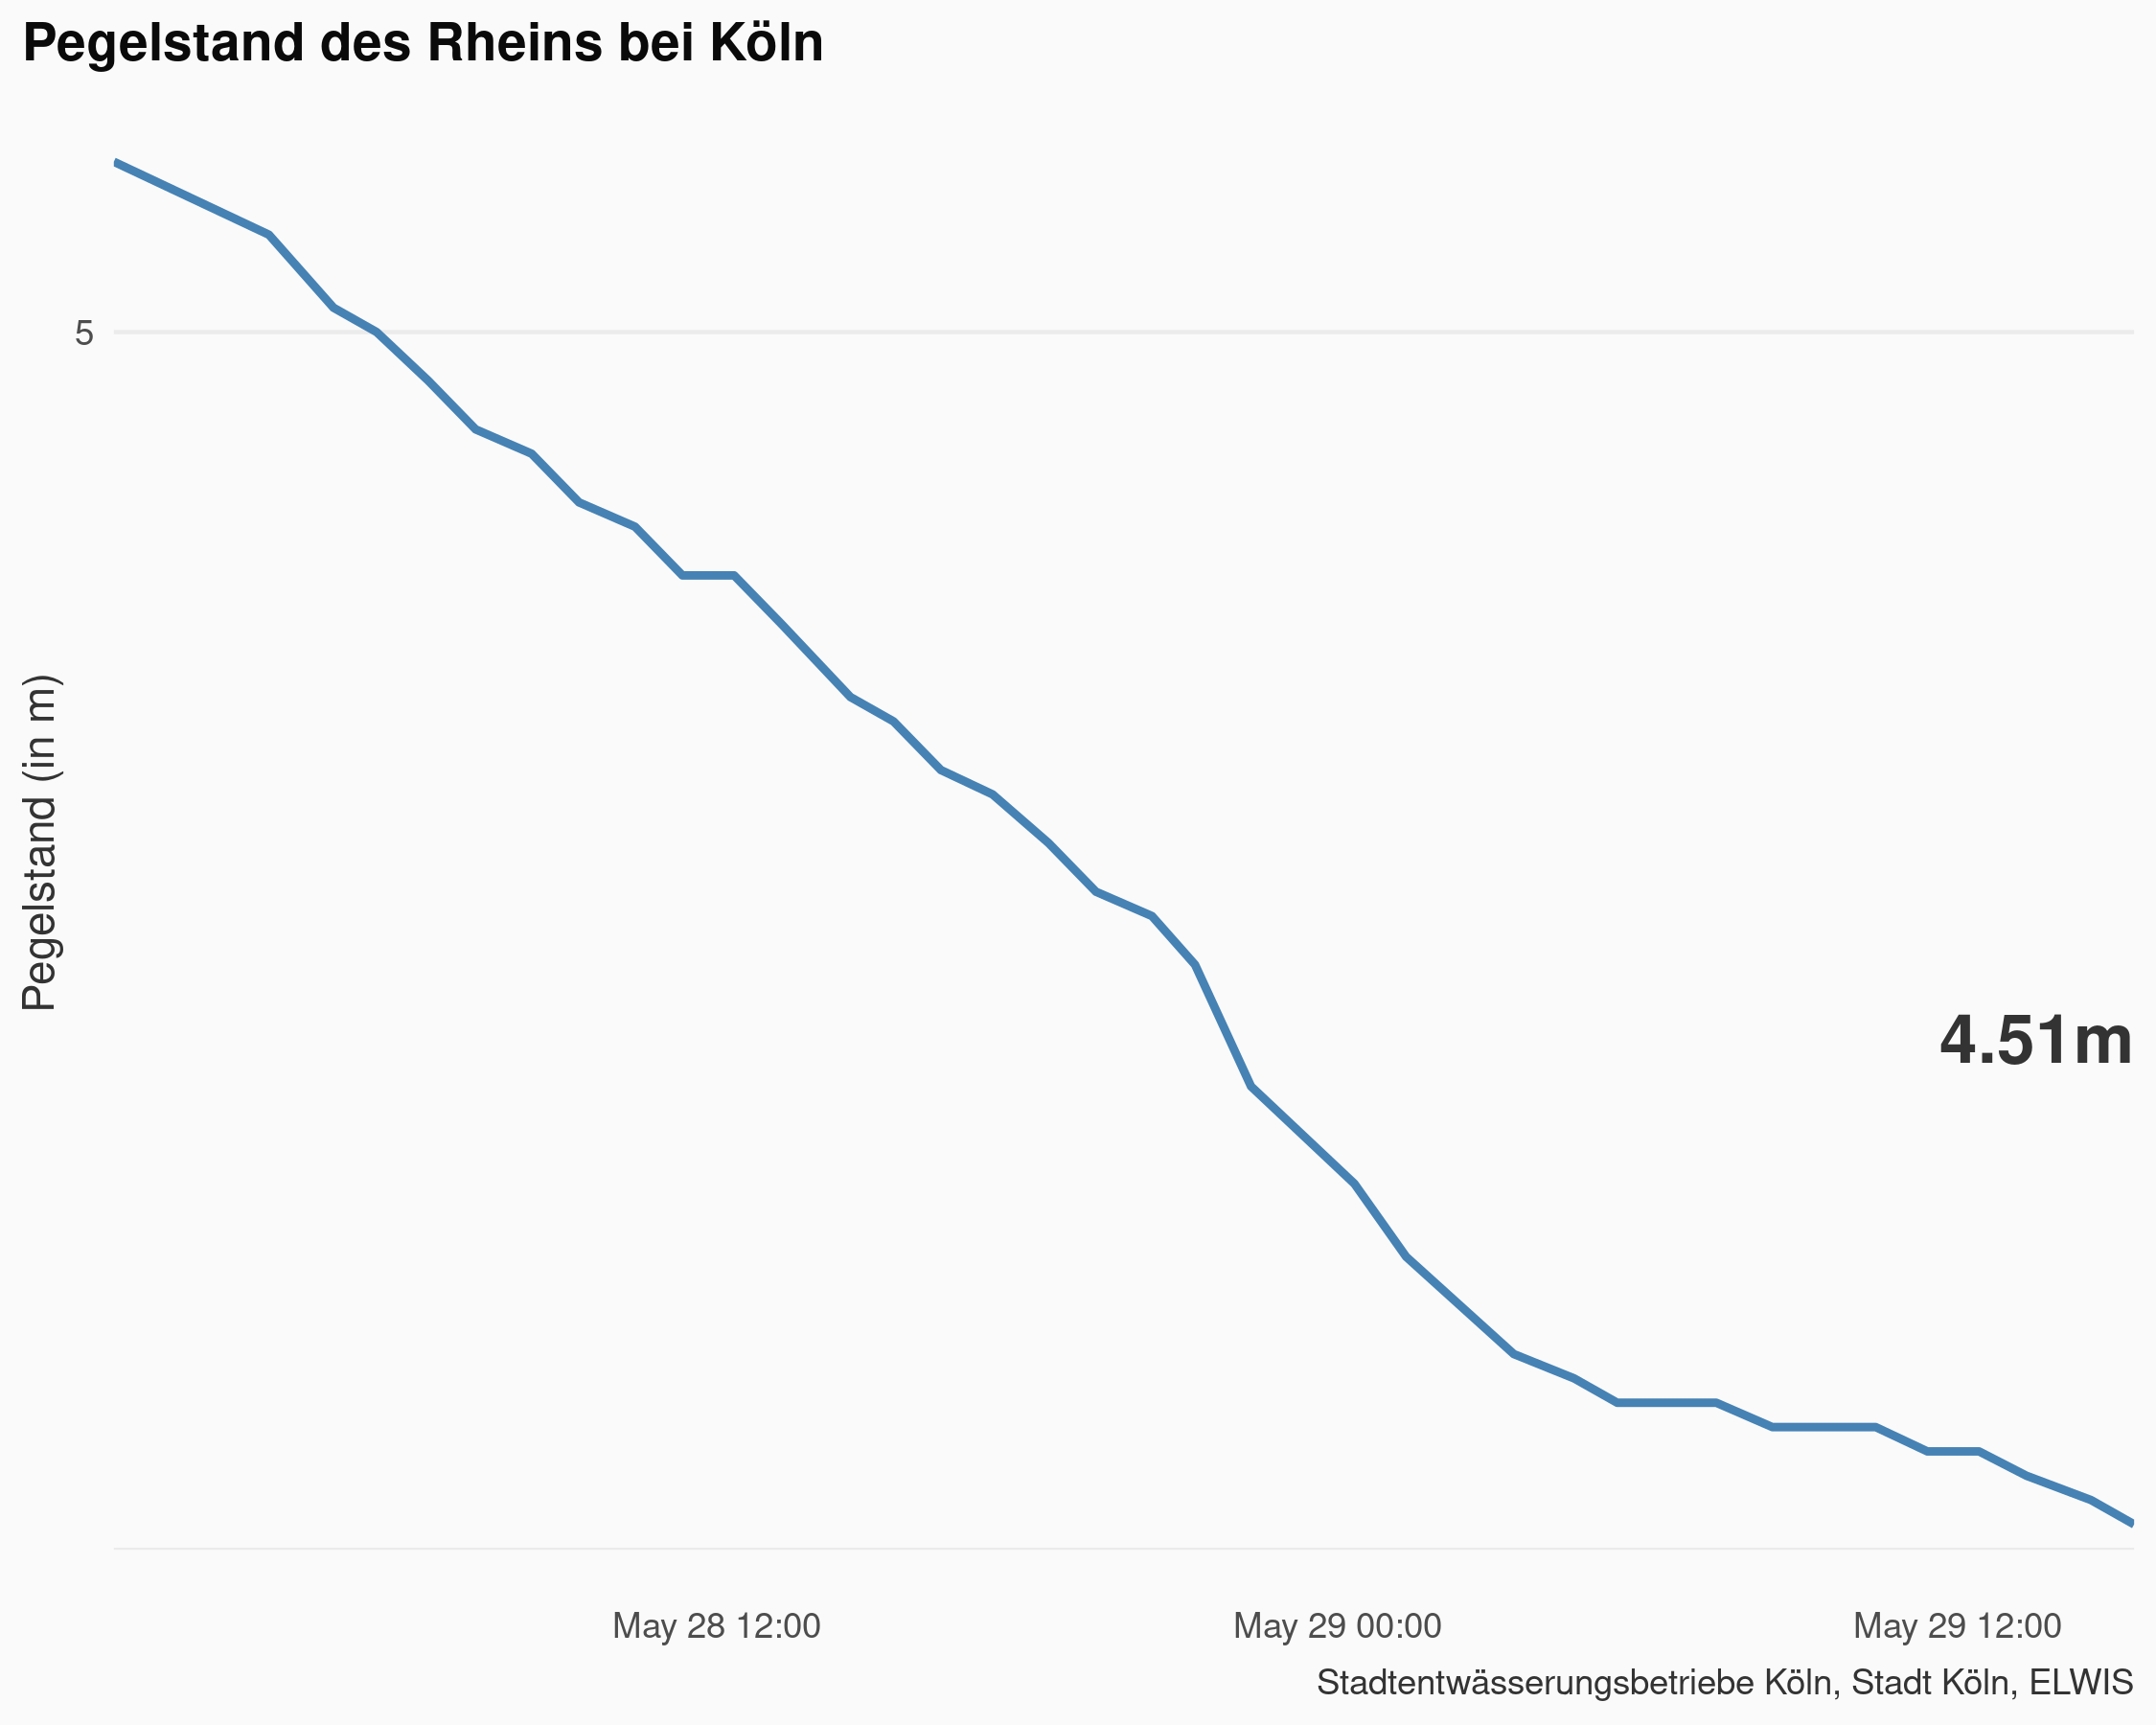 Pegelstand des Rheins bei Köln
5
Pegelstand (in m)
4.51m
May 28 12:00
May 29 00:00
May 29 12:00
Stadtentwässerungsbetriebe Köln, Stadt Köln, ELWIS